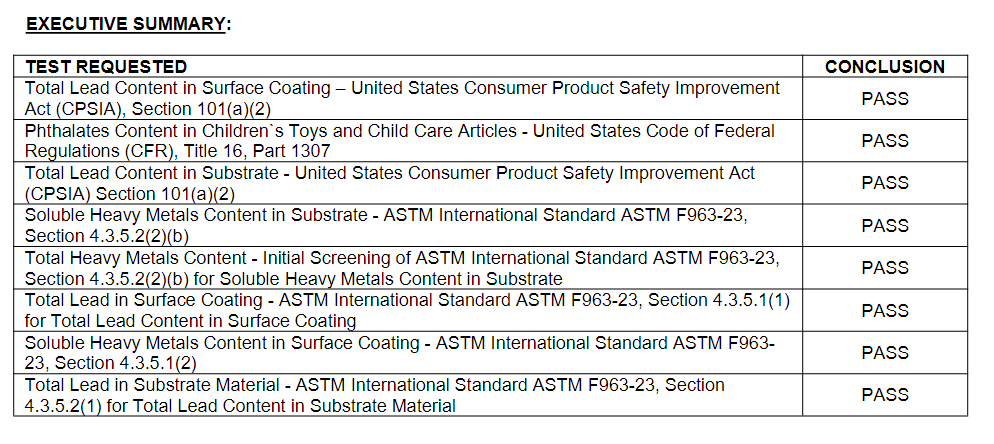 EXECUTIVE SUMMARY:
TEST REQUESTED CONCLUSION
Total Lead Content in Surface Coating – United States Consumer Product Safety Improvement
Act (CPSIA), Section 101(a)(2)
PASS
Phthalates Content in Children`s Toys and Child Care Articles - United States Code of Federal
Regulations (CFR), Title 16, Part 1307
PASS
Total Lead Content in Substrate - United States Consumer Product Safety Improvement Act
(CPSIA) Section 101(a)(2)
PASS
Soluble Heavy Metals Content in Substrate - ASTM International Standard ASTM F963-23,
Section 4.3.5.2(2)(b)
PASS
Total Heavy Metals Content - Initial Screening of ASTM International Standard ASTM F963-23,
Section 4.3.5.2(2)(b) for Soluble Heavy Metals Content in Substrate
PASS
Total Lead in Surface Coating - ASTM International Standard ASTM F963-23, Section 4.3.5.1(1)
for Total Lead Content in Surface Coating
PASS
Soluble Heavy Metals Content in Surface Coating - ASTM International Standard ASTM F963-
23, Section 4.3.5.1(2)
PASS
Total Lead in Substrate Material - ASTM International Standard ASTM F963-23, Section
4.3.5.2(1) for Total Lead Content in Substrate Material
PASS